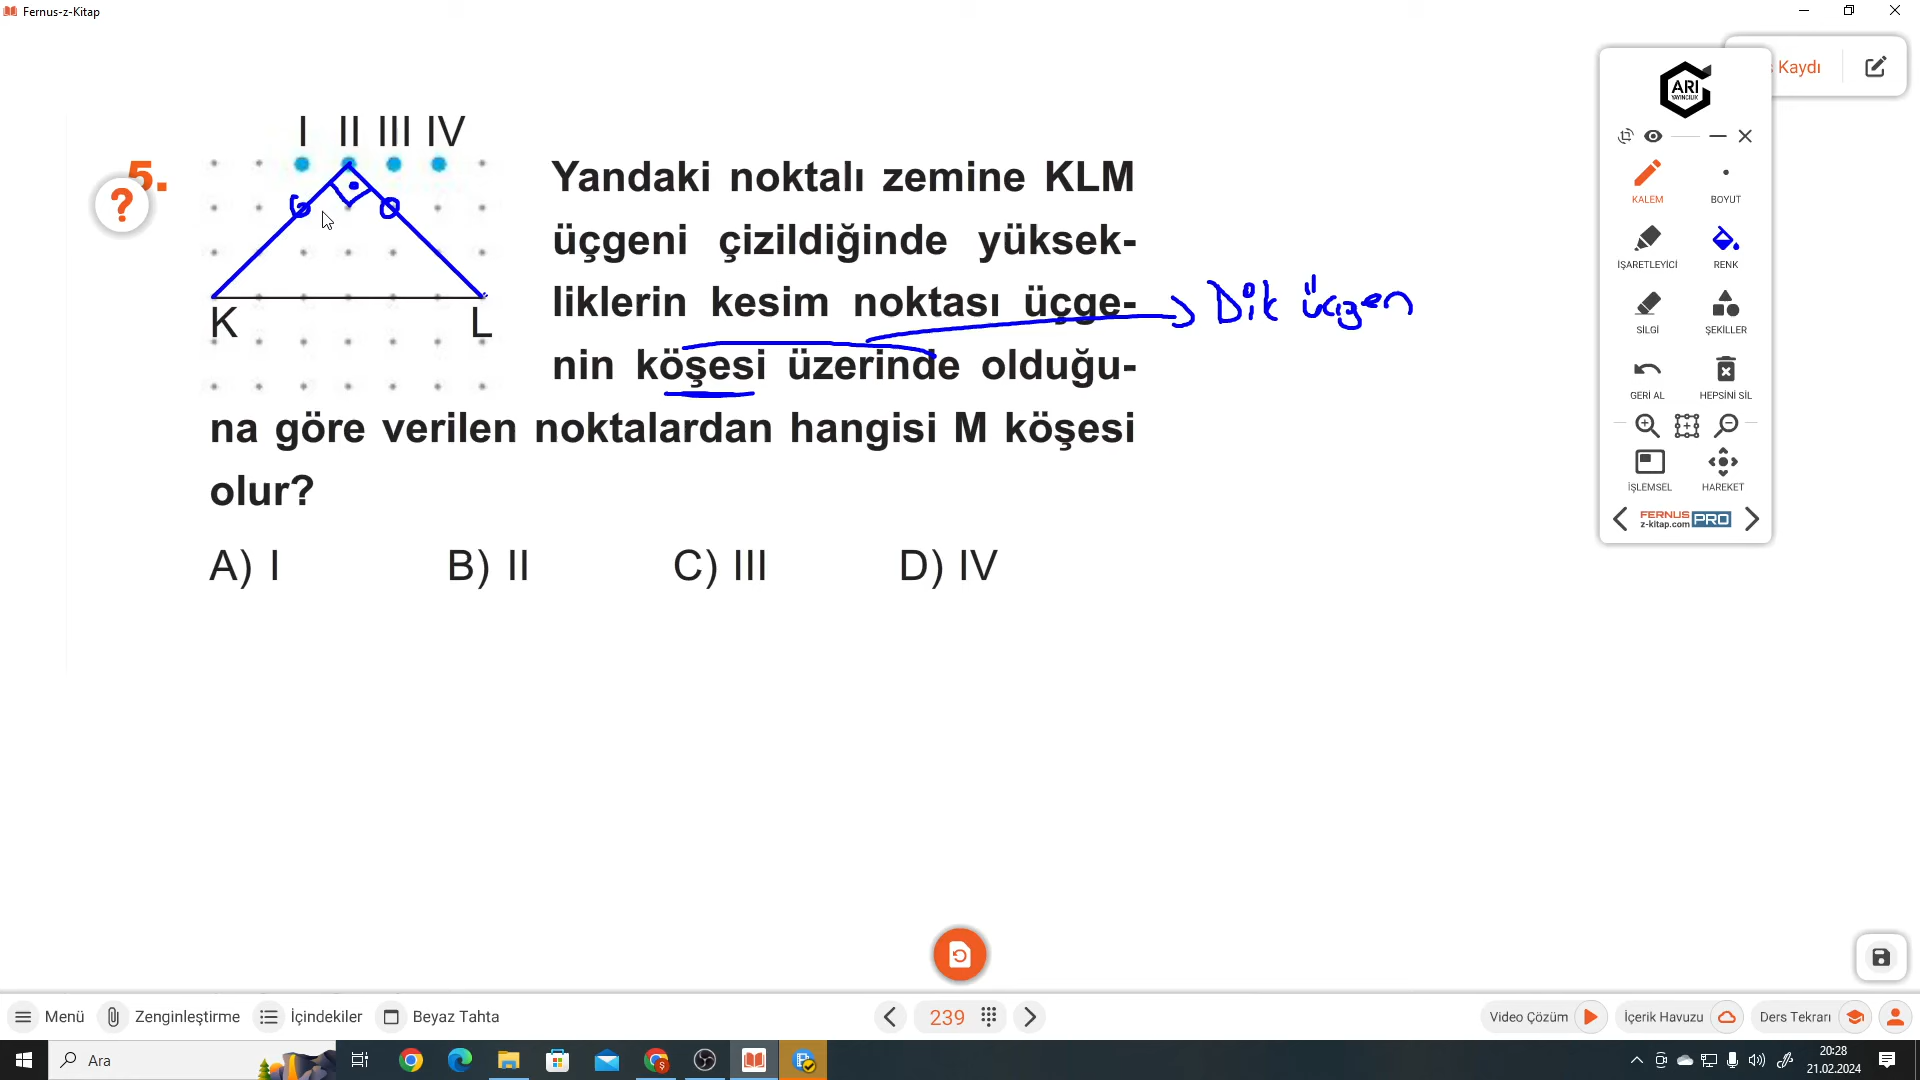 Fernus-z-Kitap
Kaydı
ARI
YAYINCILIK
I II III IV
5.
?
K L
Yandaki noktalı zemine KLM
üçgeni çizildiğinde yüksek-
liklerin kesim noktası üçge-
nin köşesi üzerinde olduğu-
na göre verilen noktalardan hangisi M köşesi
olur?
Dik üçgen
A) I B) II C) III D) IV
KALEM BOYUT
İŞARETLEYİCİ RENK
SİLGİ ŞEKİLLER
GERİ AL HEPSİNİ SİL
İŞLEMSEL HAREKET
FERNUS
z-kitap.com PRO
Menü Zenginleştirme İçindekiler Beyaz Tahta 239 Video Çözüm İçerik Havuzu Ders Tekrarı
Ara 20:28
21.02.2024